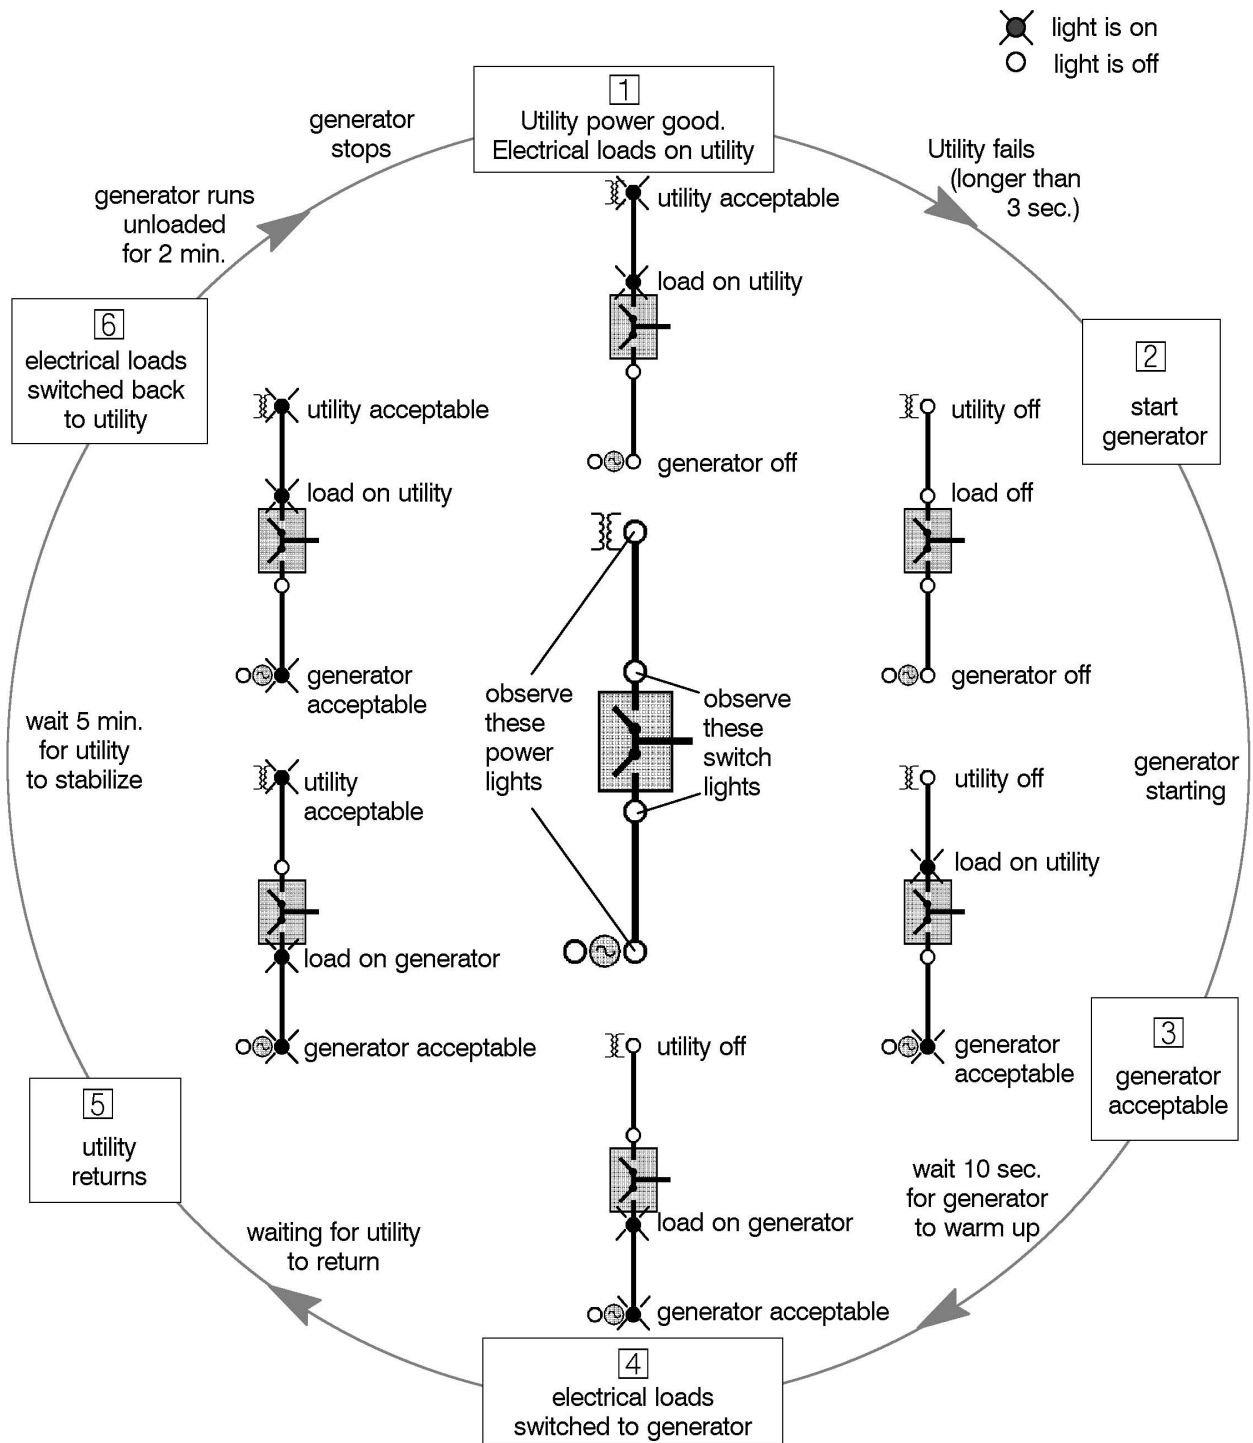 light is on
light is off
1
Utility power good.
Electrical loads on utility
generator
stops
Utility fails
(longer than
3 sec.)
generator runs
unloaded
for 2 min.
utility acceptable
load on utility
generator off
6
electrical loads
switched back
to utility
2
start
generator
utility acceptable
load on utility
generator
acceptable
utility off
load off
generator off
observe
these
power
lights
observe
these
switch
lights
wait 5 min.
for utility
to stabilize
generator
starting
utility
acceptable
load on generator
generator acceptable
utility off
load on utility
generator
acceptable
3
generator
acceptable
utility off
load on generator
generator acceptable
5
utility
returns
wait 10 sec.
for generator
to warm up
waiting for utility
to return
4
electrical loads
switched to generator